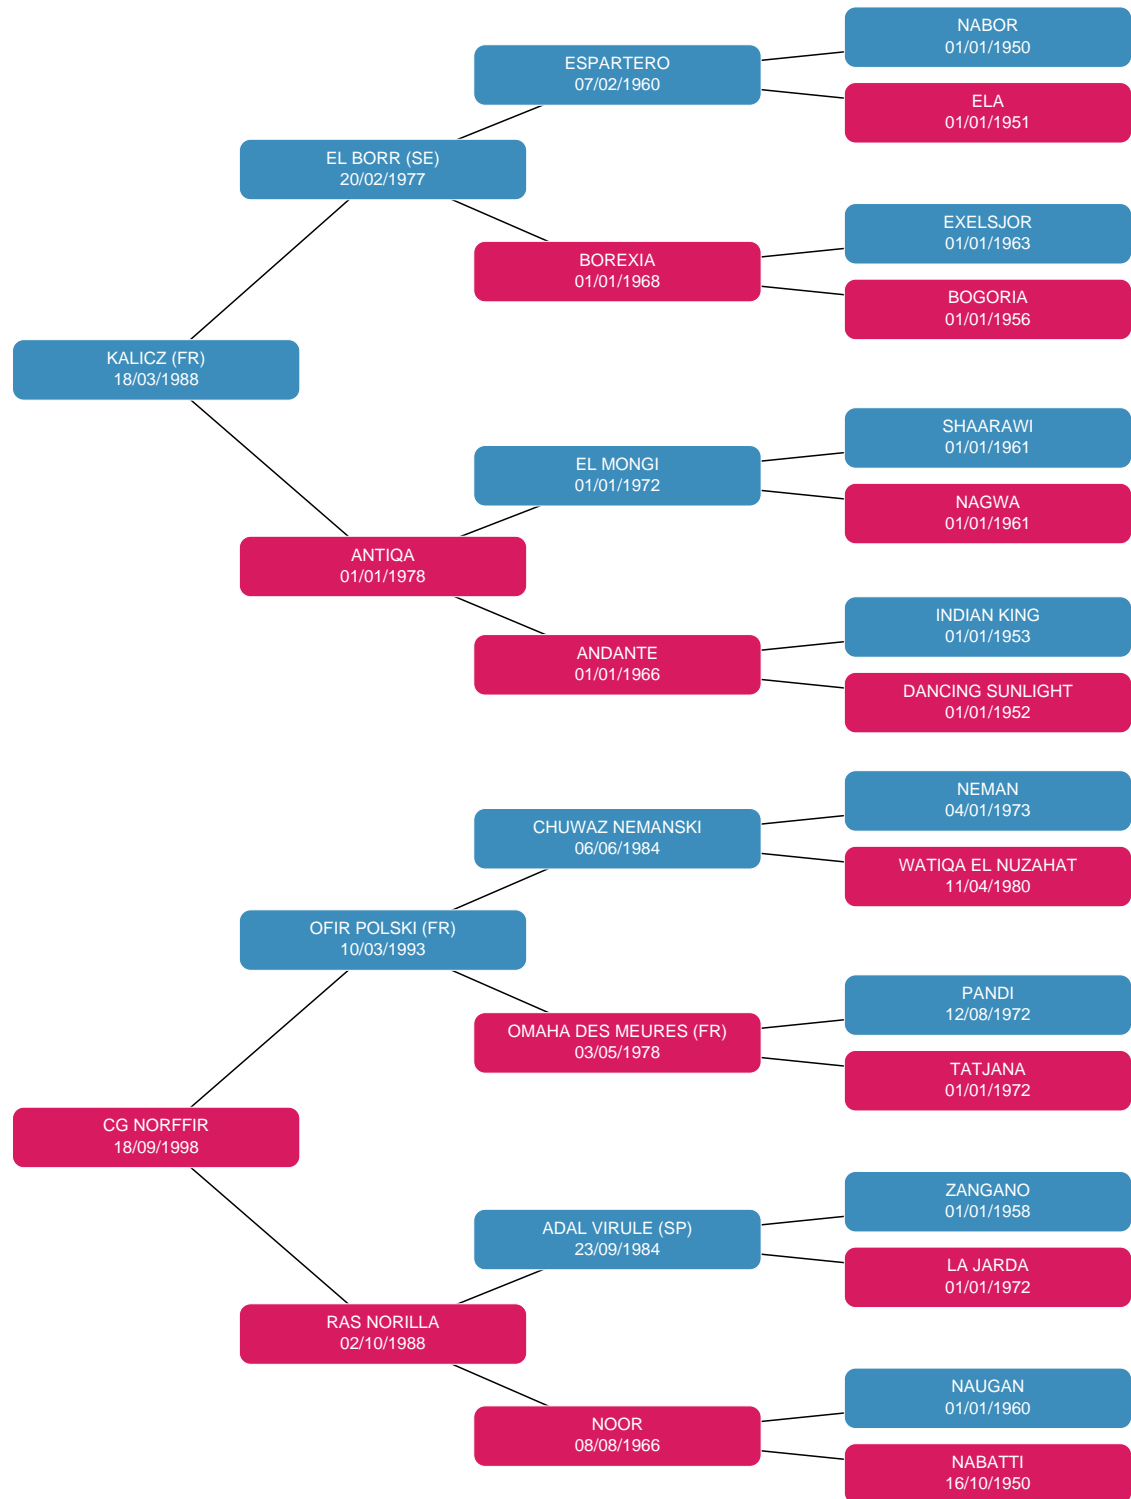 NABOR
01/01/1950
ESPARTERO
07/02/1960
ELA
01/01/1951
EL BORR (SE)
20/02/1977
EXELSJOR
01/01/1963
BOREXIA
01/01/1968
BOGORIA
01/01/1956
KALICZ (FR)
18/03/1988
SHAARAWI
01/01/1961
EL MONGI
01/01/1972
NAGWA
01/01/1961
ANTIQA
01/01/1978
INDIAN KING
01/01/1953
ANDANTE
01/01/1966
DANCING SUNLIGHT
01/01/1952
NEMAN
04/01/1973
CHUWAZ NEMANSKI
06/06/1984
WATIQA EL NUZAHAT
11/04/1980
OFIR POLSKI (FR)
10/03/1993
PANDI
12/08/1972
OMAHA DES MEURES (FR)
03/05/1978
TATJANA
01/01/1972
CG NORFFIR
18/09/1998
ZANGANO
01/01/1958
ADAL VIRULE (SP)
23/09/1984
LA JARDA
01/01/1972
RAS NORILLA
02/10/1988
NAUGAN
01/01/1960
NOOR
08/08/1966
NABATTI
16/10/1950